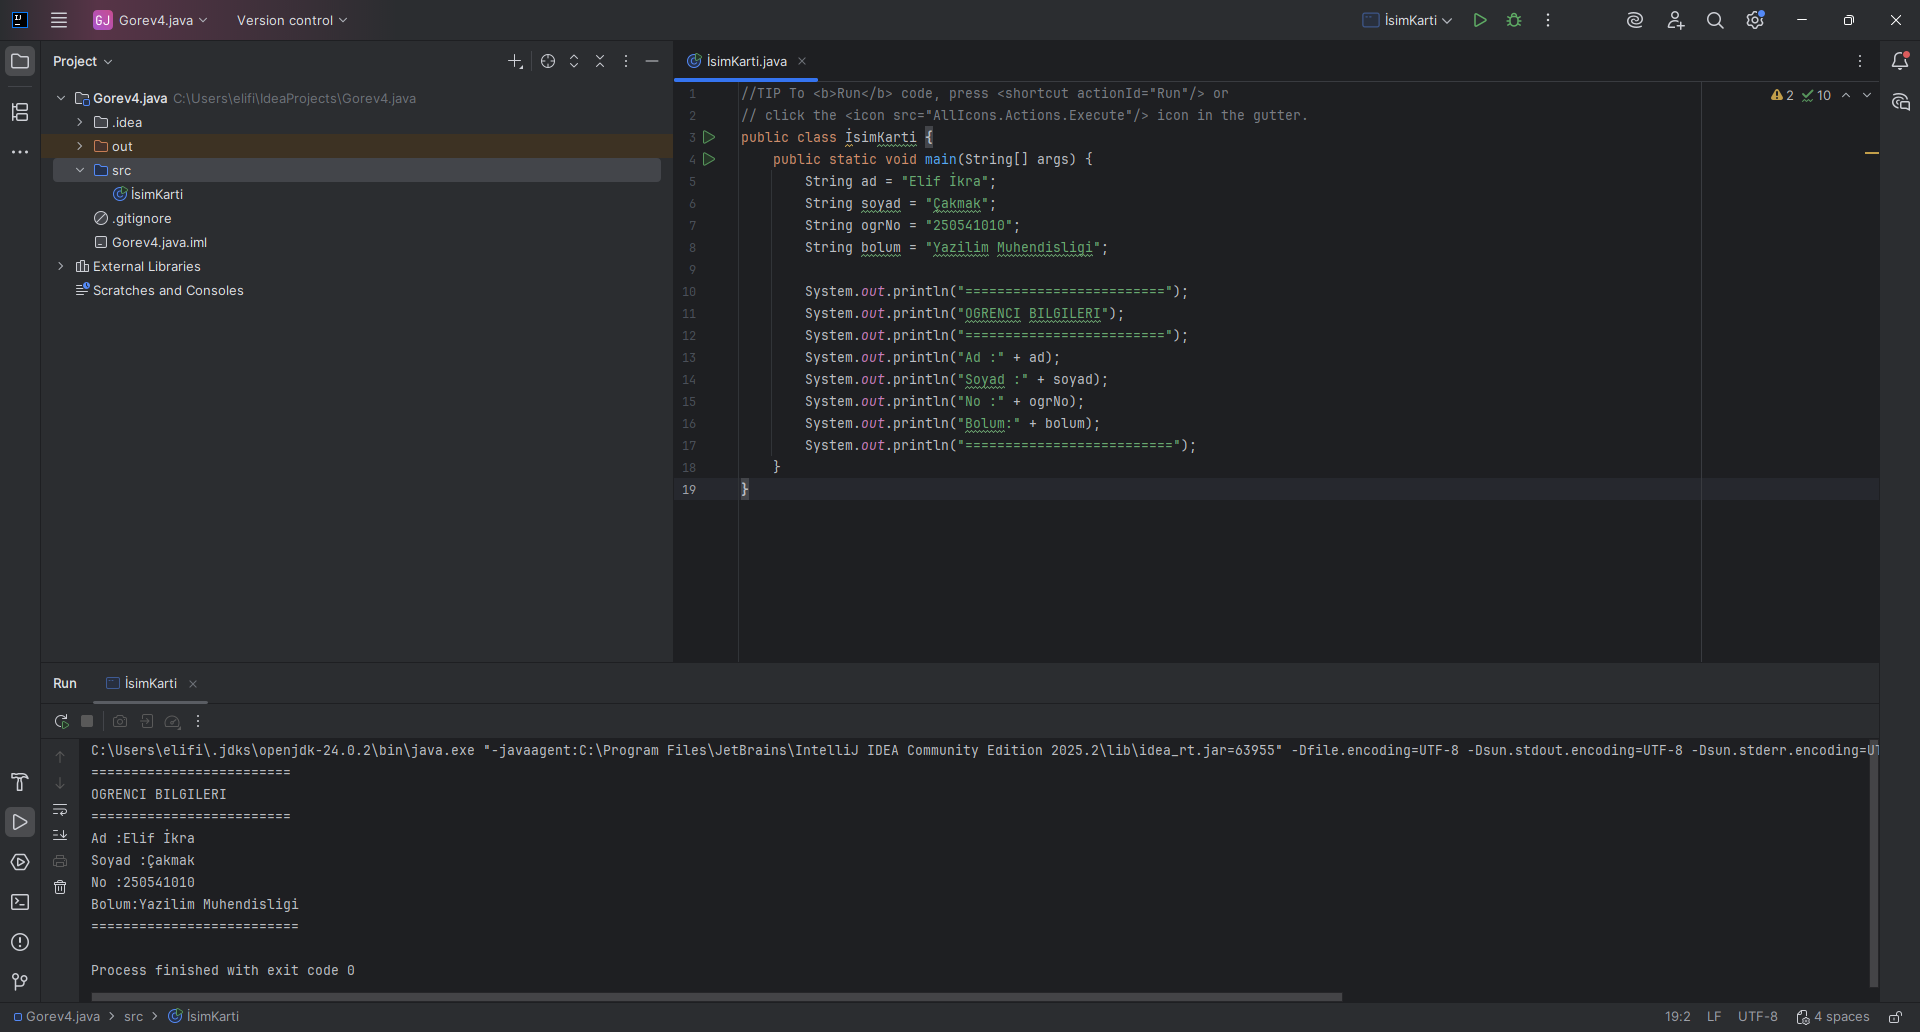 GJ Gorev4.java Version control İsimKarti
Project
İsimKarti.java
Gorev4.java C:\Users\elifi\IdeaProjects\Gorev4.java
.idea
out
src
İsimKarti
.gitignore
Gorev4.java.iml
External Libraries
Scratches and Consoles
2 10
1 //TIP To <b>Run</b> code, press <shortcut actionId="Run"/> or
2 // click the <icon src="AllIcons.Actions.Execute"/> icon in the gutter.
3 public class İsimKarti {
4 public static void main(String[] args) {
5 String ad = "Elif İkra";
6 String soyad = "Çakmak";
7 String ogrNo = "250541010";
8 String bolum = "Yazilim Muhendisligi";
9
10 System.out.println("=========================");
11 System.out.println("OGRENCI BILGILERI");
12 System.out.println("=========================");
13 System.out.println("Ad :" + ad);
14 System.out.println("Soyad :" + soyad);
15 System.out.println("No :" + ogrNo);
16 System.out.println("Bolum:" + bolum);
17 System.out.println("==========================");
18 }
19 }
Run İsimKarti
C:\Users\elifi\.jdks\openjdk-24.0.2\bin\java.exe "-javaagent:C:\Program Files\JetBrains\IntelliJ IDEA Community Edition 2025.2\lib\idea_rt.jar=63955" -Dfile.encoding=UTF-8 -Dsun.stdout.encoding=UTF-8 -Dsun.stderr.encoding=UT
=========================
OGRENCI BILGILERI
=========================
Ad :Elif İkra
Soyad :Çakmak
No :250541010
Bolum:Yazilim Muhendisligi
==========================
Process finished with exit code 0
Gorev4.java > src > İsimKarti 19:2 LF UTF-8 4 spaces